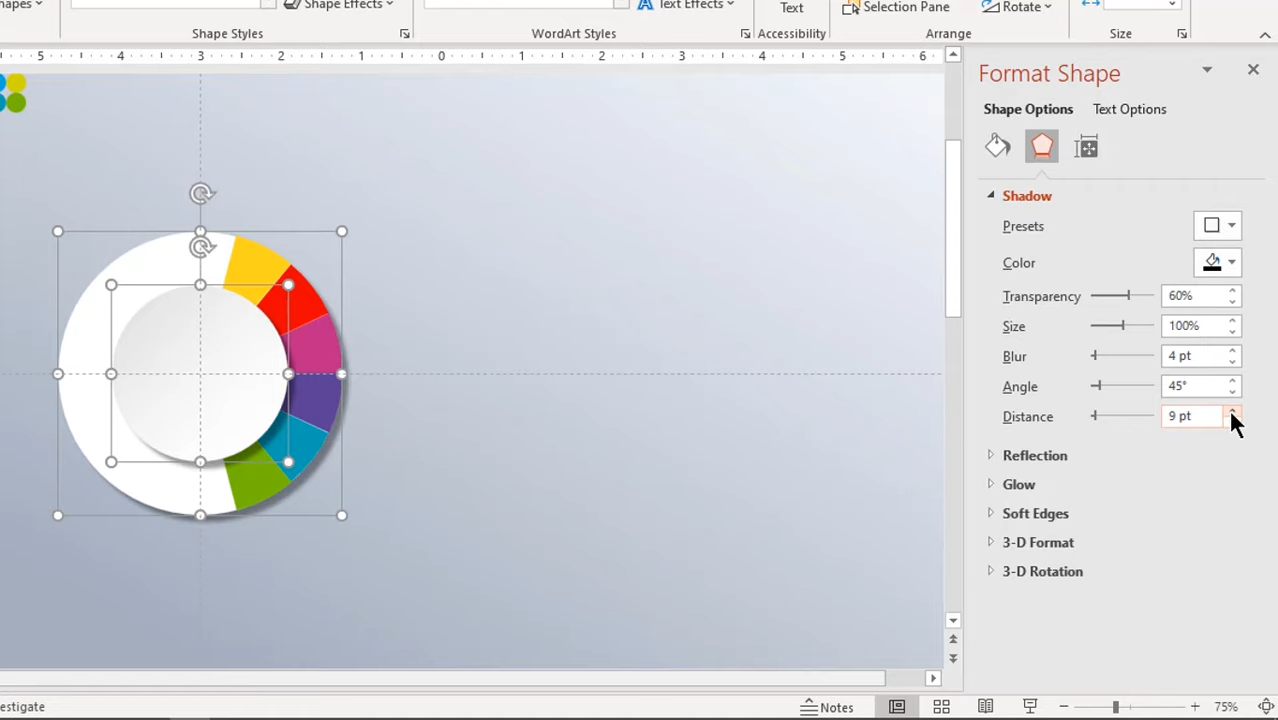 Shape Effects
Text Effects
Text
Selection Pane
Rotate
Shape Styles
WordArt Styles
Accessibility
Arrange
Size
5 4 3 2 1 0 1 2 3 4 5 6
Format Shape
Shape Options Text Options
Shadow
Presets
Color
Transparency 60%
Size 100%
Blur 4 pt
Angle 45°
Distance 9 pt
Reflection
Glow
Soft Edges
3-D Format
3-D Rotation
Notes
75%